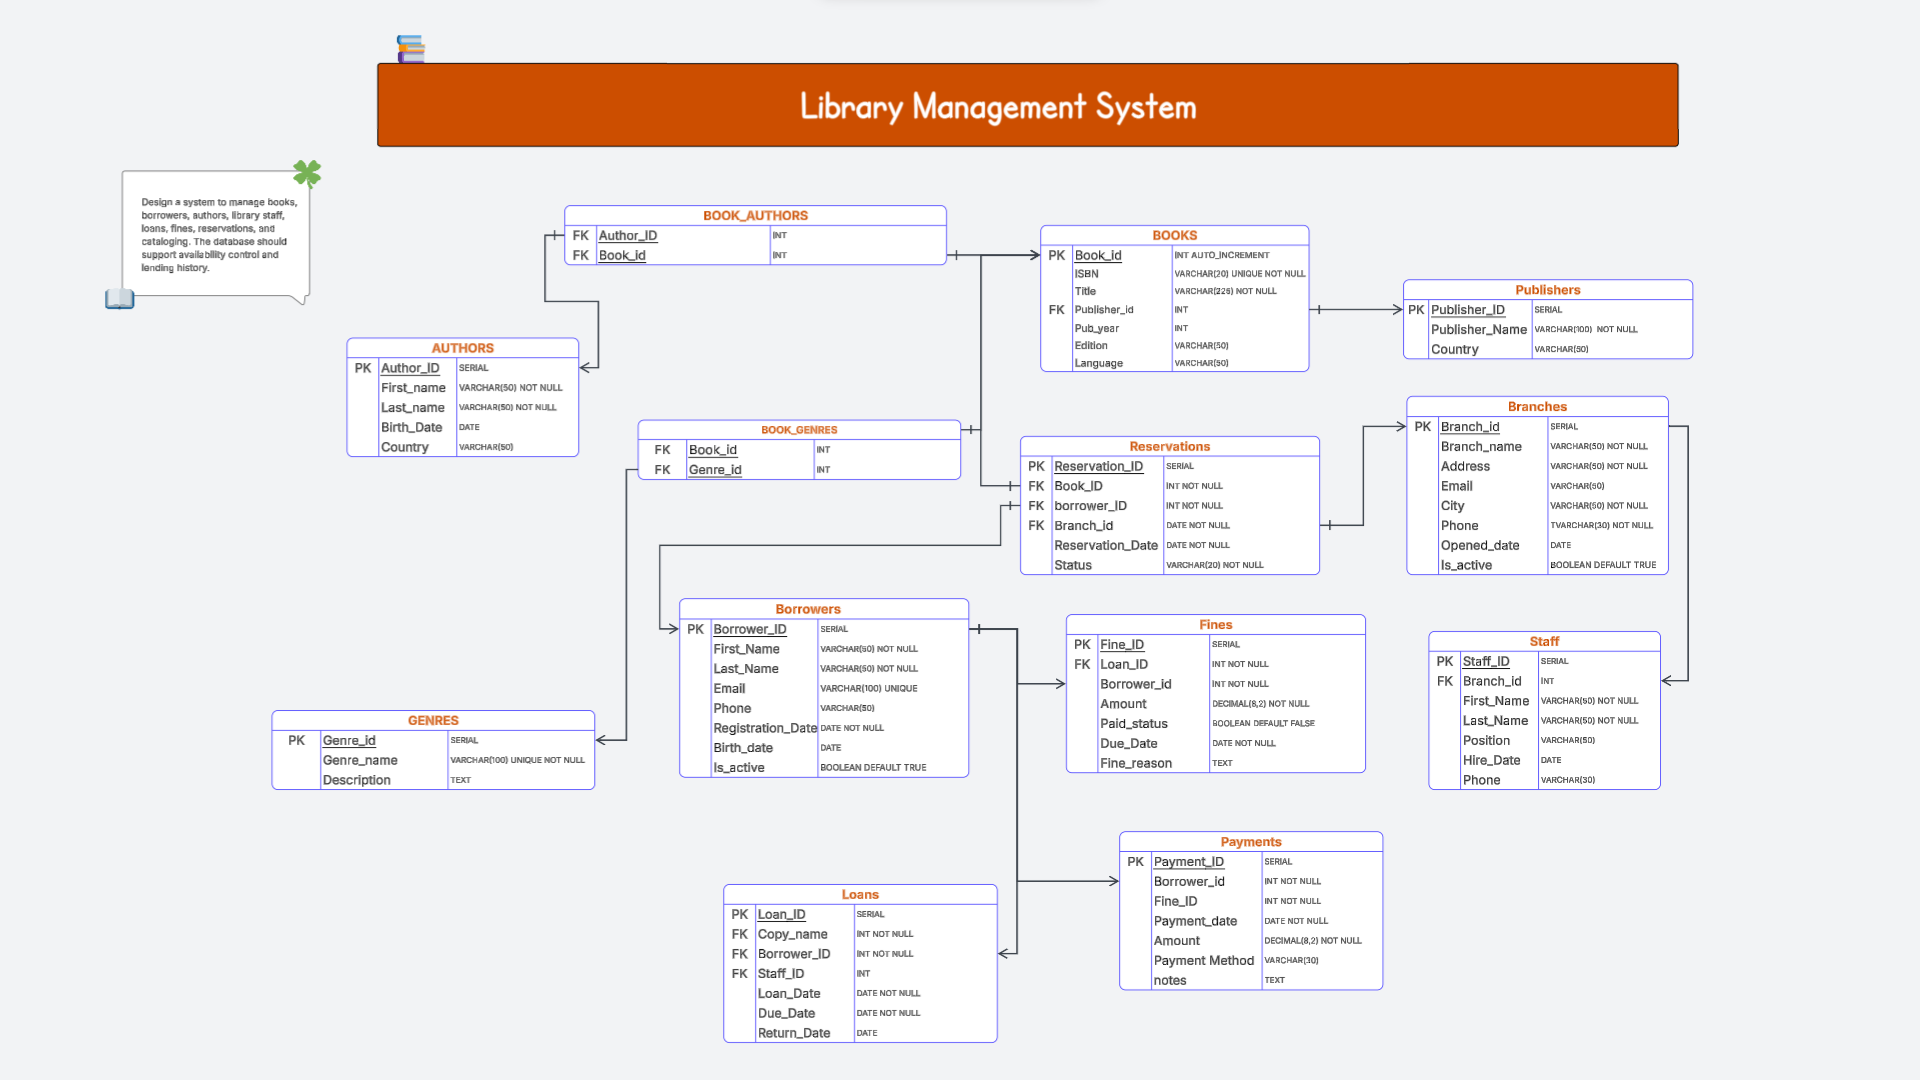 Library Management System
Design a system to manage books,
borrowers, authors, library staff,
loans, fines, reservations, and
cataloging. The database should
support availability control and
lending history.
BOOK_AUTHORS
FK Author_ID INT
FK Book_id INT
BOOKS
PK Book_id INT AUTO_INCREMENT
ISBN VARCHAR(20) UNIQUE NOT NULL
Title VARCHAR(225) NOT NULL
FK Publisher_id INT
Pub_year INT
Edition VARCHAR(50)
Language VARCHAR(50)
Publishers
PK Publisher_ID SERIAL
Publisher_Name VARCHAR(100) NOT NULL
Country VARCHAR(50)
AUTHORS
PK Author_ID SERIAL
First_name VARCHAR(50) NOT NULL
Last_name VARCHAR(50) NOT NULL
Birth_Date DATE
Country VARCHAR(50)
BOOK_GENRES
FK Book_id INT
FK Genre_id INT
Reservations
PK Reservation_ID SERIAL
FK Book_ID INT NOT NULL
FK borrower_ID INT NOT NULL
FK Branch_id DATE NOT NULL
Reservation_Date DATE NOT NULL
Status VARCHAR(20) NOT NULL
Branches
PK Branch_id SERIAL
Branch_name VARCHAR(50) NOT NULL
Address VARCHAR(50) NOT NULL
Email VARCHAR(50)
City VARCHAR(50) NOT NULL
Phone TVARCHAR(30) NOT NULL
Opened_date DATE
Is_active BOOLEAN DEFAULT TRUE
Borrowers
PK Borrower_ID SERIAL
First_Name VARCHAR(50) NOT NULL
Last_Name VARCHAR(50) NOT NULL
Email VARCHAR(100) UNIQUE
Phone VARCHAR(50)
Registration_Date DATE NOT NULL
Birth_date DATE
Is_active BOOLEAN DEFAULT TRUE
Fines
PK Fine_ID SERIAL
FK Loan_ID INT NOT NULL
Borrower_id INT NOT NULL
Amount DECIMAL(8,2) NOT NULL
Paid_status BOOLEAN DEFAULT FALSE
Due_Date DATE NOT NULL
Fine_reason TEXT
Staff
PK Staff_ID SERIAL
FK Branch_id INT
First_Name VARCHAR(50) NOT NULL
Last_Name VARCHAR(50) NOT NULL
Position VARCHAR(50)
Hire_Date DATE
Phone VARCHAR(30)
GENRES
PK Genre_id SERIAL
Genre_name VARCHAR(100) UNIQUE NOT NULL
Description TEXT
Payments
PK Payment_ID SERIAL
Borrower_id INT NOT NULL
Fine_ID INT NOT NULL
Payment_date DATE NOT NULL
Amount DECIMAL(8,2) NOT NULL
Payment Method VARCHAR(30)
notes TEXT
Loans
PK Loan_ID SERIAL
FK Copy_name INT NOT NULL
FK Borrower_ID INT NOT NULL
FK Staff_ID INT
Loan_Date DATE NOT NULL
Due_Date DATE NOT NULL
Return_Date DATE